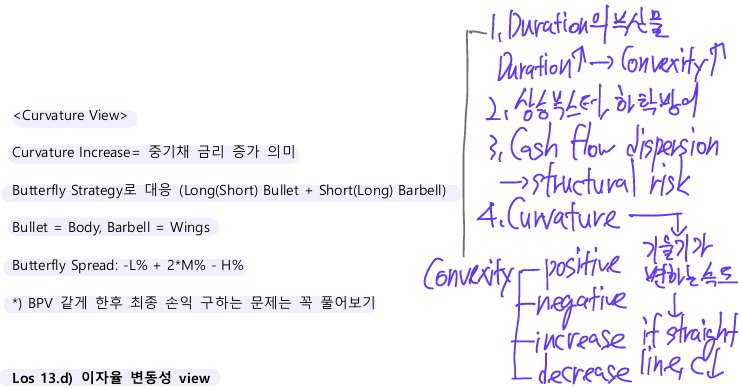 <Curvature View>
Curvature Increase= 중기채 금리 증가 의미
Butterfly Strategy로 대응 (Long(Short) Bullet + Short(Long) Barbell)
Bullet = Body, Barbell = Wings
Butterfly Spread: -L% + 2*M% - H%
*) BPV 같게 한후 최종 손익 구하는 문제는 꼭 풀어보기
Los 13.d) 이자율 변동성 view
1, Duration의 부산물
Duration↑ → Convexity↑
2, 상승부스터, 하락방어
3, Cash flow dispersion
→ structural risk
4. Curvature →
기울기가
변하는 속도
↓
if straight
line, C↓
Convexity
positive
negative
increase
decrease